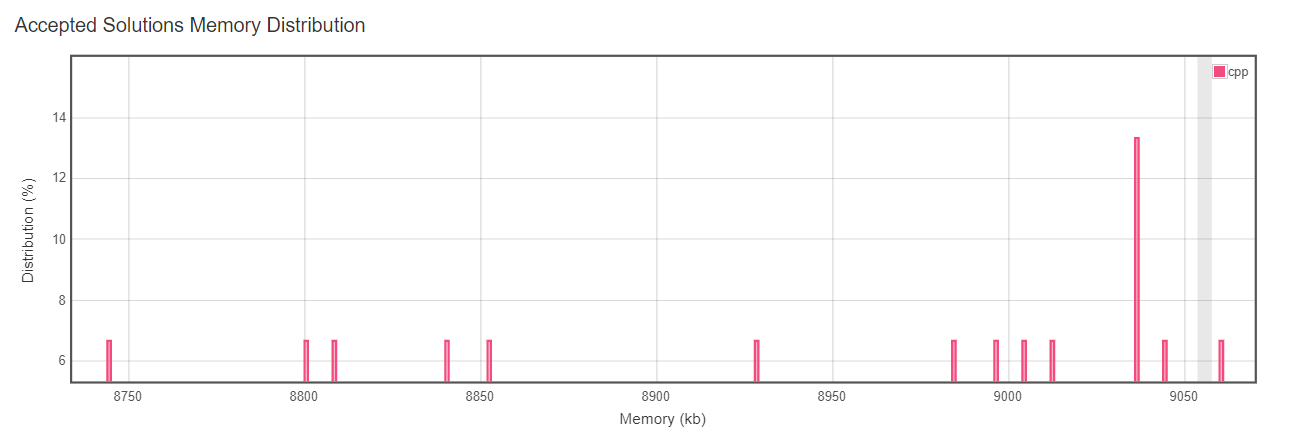 Accepted Solutions Memory Distribution
cpp
Distribution (%)
14
12
10
8
6
8750 8800 8850 8900 8950 9000 9050
Memory (kb)